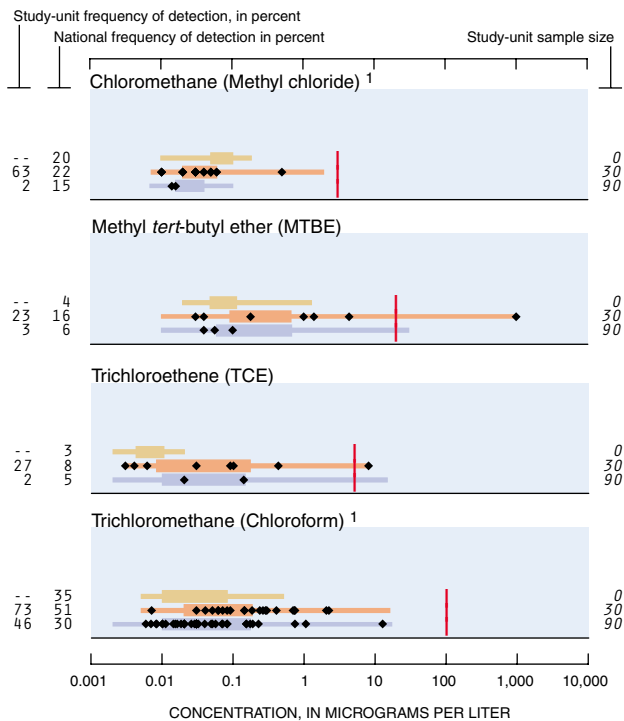 Study-unit frequency of detection, in percent
National frequency of detection in percent
Study-unit sample size
Chloromethane (Methyl chloride) 1
-- 20 0
63 22 30
2 15 90
Methyl tert-butyl ether (MTBE)
-- 4 0
23 16 30
3 6 90
Trichloroethene (TCE)
-- 3 0
27 8 30
2 5 90
Trichloromethane (Chloroform) 1
-- 35 0
73 51 30
46 30 90
0.001 0.01 0.1 1 10 100 1,000 10,000
CONCENTRATION, IN MICROGRAMS PER LITER